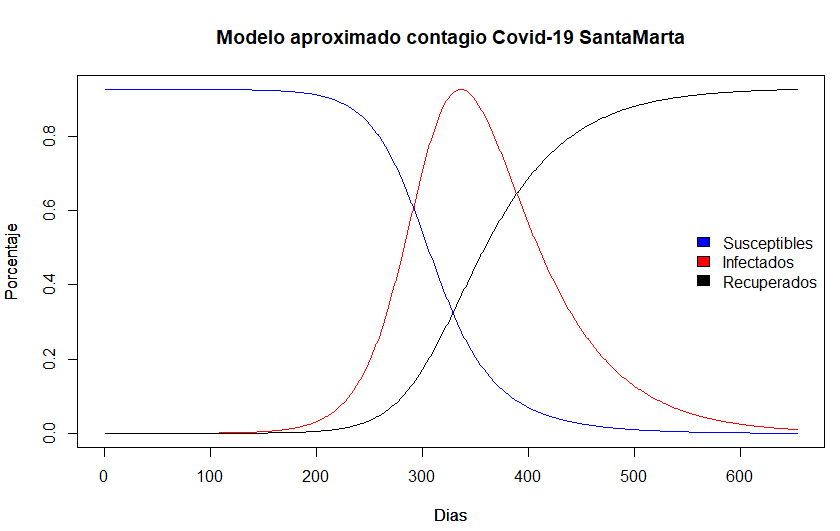 Modelo aproximado contagio Covid-19 SantaMarta
Porcentaje
0.8
0.6
0.4
0.2
0.0
Susceptibles
Infectados
Recuperados
0 100 200 300 400 500 600
Dias